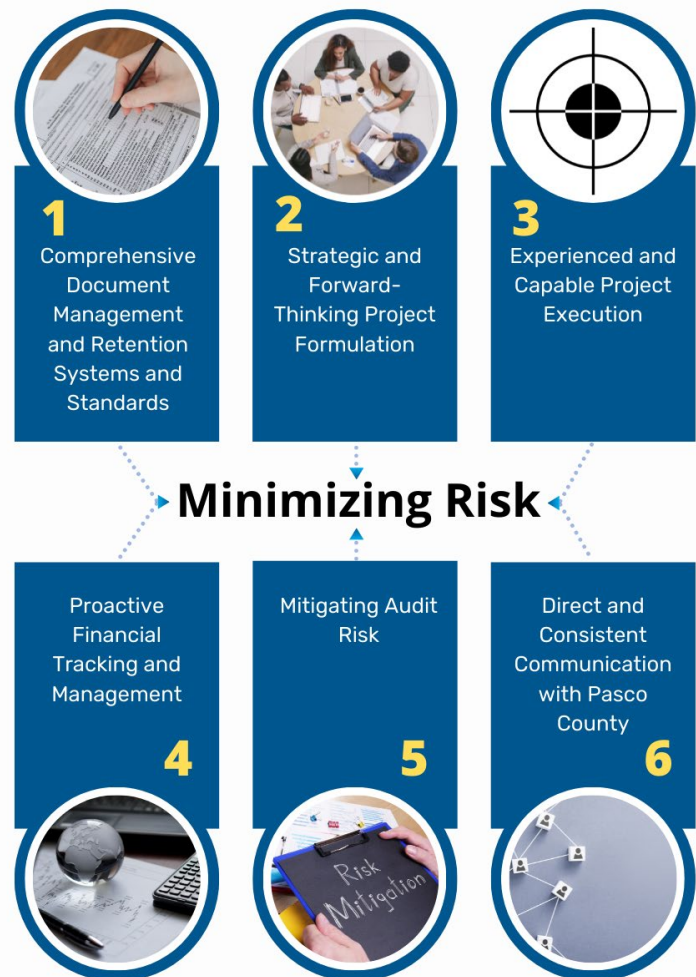 1
Comprehensive
Document
Management
and Retention
Systems and
Standards
2
Strategic and
Forward-
Thinking Project
Formulation
3
Experienced and
Capable Project
Execution
Minimizing Risk
Proactive
Financial
Tracking and
Management
4
Mitigating Audit
Risk
5
Risk
Mitigation
Direct and
Consistent
Communication
with Pasco
County
6